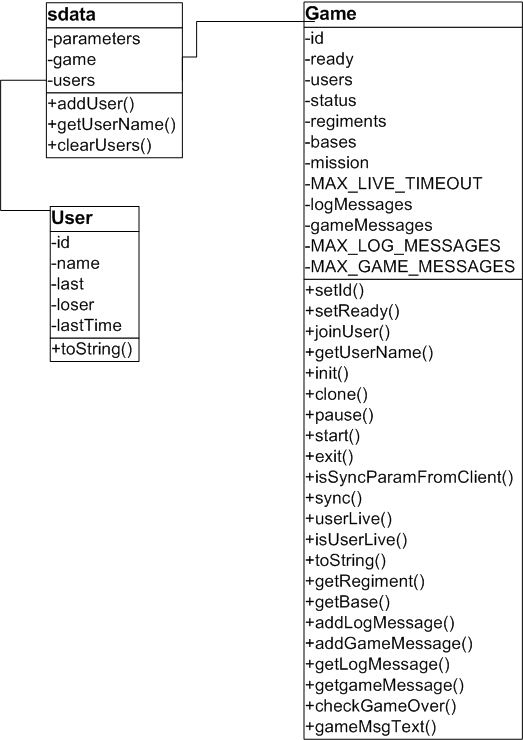 sdata
-parameters
-game
-users
+addUser()
+getUserName()
+clearUsers()
User
-id
-name
-last
-loser
-lastTime
+toString()
Game
-id
-ready
-users
-status
-regiments
-bases
-mission
-MAX_LIVE_TIMEOUT
-logMessages
-gameMessages
-MAX_LOG_MESSAGES
-MAX_GAME_MESSAGES
+setId()
+setReady()
+joinUser()
+getUserName()
+init()
+clone()
+pause()
+start()
+exit()
+isSyncParamFromClient()
+sync()
+userLive()
+isUserLive()
+toString()
+getRegiment()
+getBase()
+addLogMessage()
+addGameMessage()
+getLogMessage()
+getgameMessage()
+checkGameOver()
+gameMsgText()